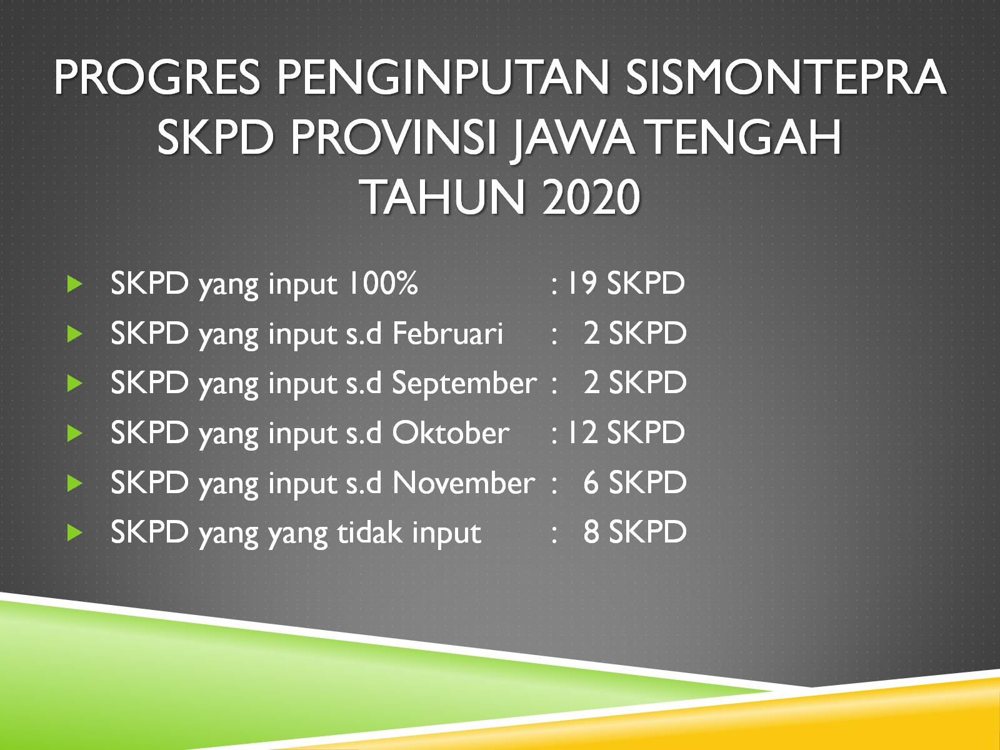 PROGRES PENGINPUTAN SISMONTEPRA
SKPD PROVINSI JAWA TENGAH
TAHUN 2020
SKPD yang input 100% : 19 SKPD
SKPD yang input s.d Februari : 2 SKPD
SKPD yang input s.d September : 2 SKPD
SKPD yang input s.d Oktober : 12 SKPD
SKPD yang input s.d November : 6 SKPD
SKPD yang yang tidak input : 8 SKPD